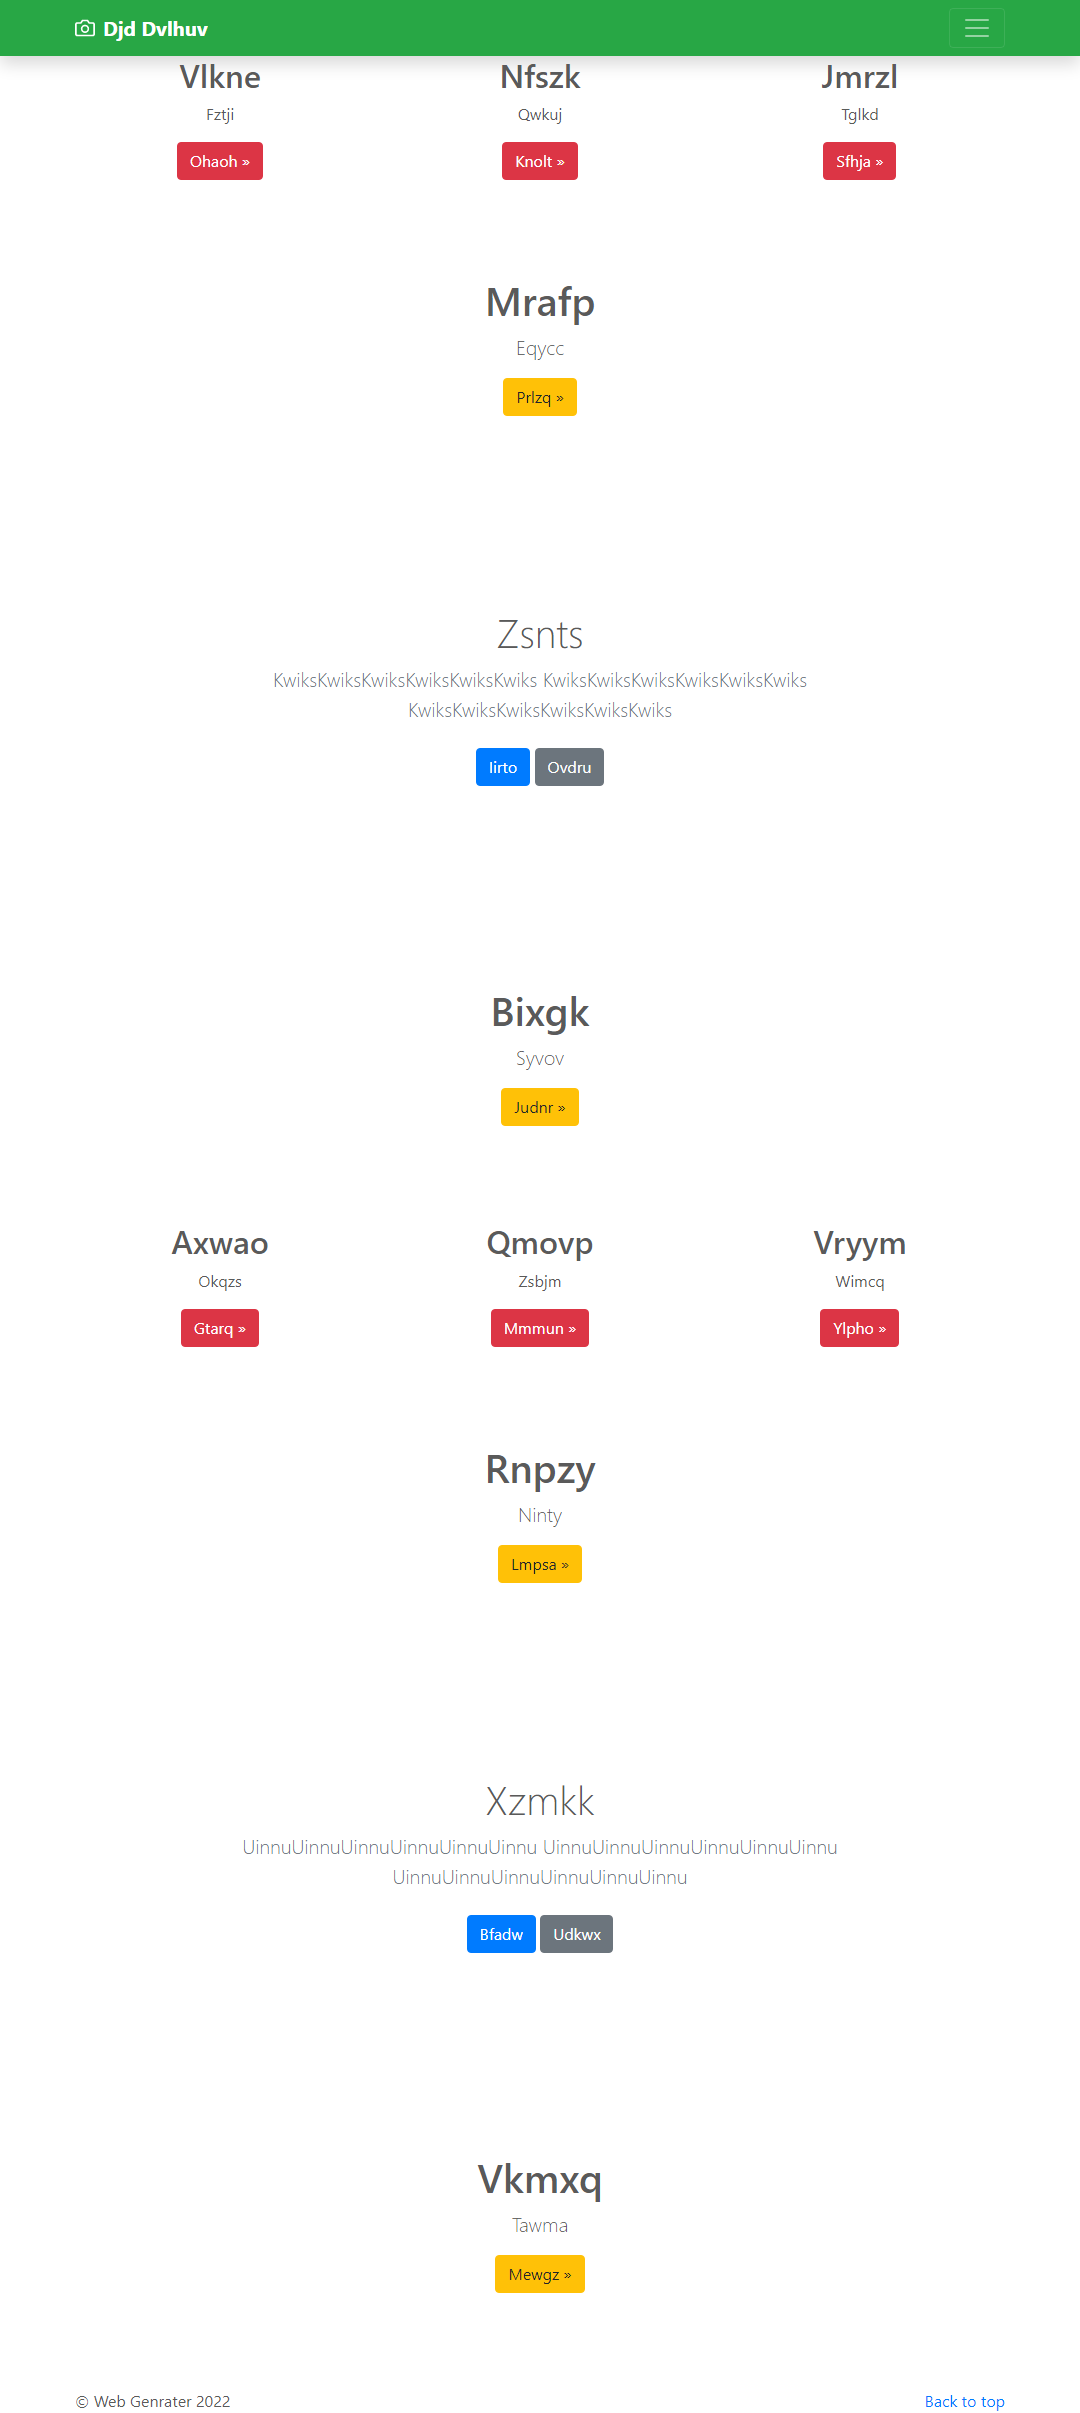 Djd Dvlhuv
Vlkne Nfszk Jmrzl
Fztji Qwkuj Tglkd
Ohaoh » Knolt » Sfhja »
Mrafp
Eqycc
Prlzq »
Zsnts
KwiksKwiksKwiksKwiksKwiksKwiks KwiksKwiksKwiksKwiksKwiksKwiks
KwiksKwiksKwiksKwiksKwiksKwiks
Iirto Ovdru
Bixgk
Syvov
Judnr »
Axwao Qmovp Vryym
Okqzs Zsbjm Wimcq
Gtarq » Mmmun » Ylpho »
Rnpzy
Ninty
Lmpsa »
Xzmkk
UinnuUinnuUinnuUinnuUinnuUinnu UinnuUinnuUinnuUinnuUinnuUinnu
UinnuUinnuUinnuUinnuUinnuUinnu
Bfadw Udkwx
Vkmxq
Tawma
Mewgz »
© Web Genrater 2022 Back to top